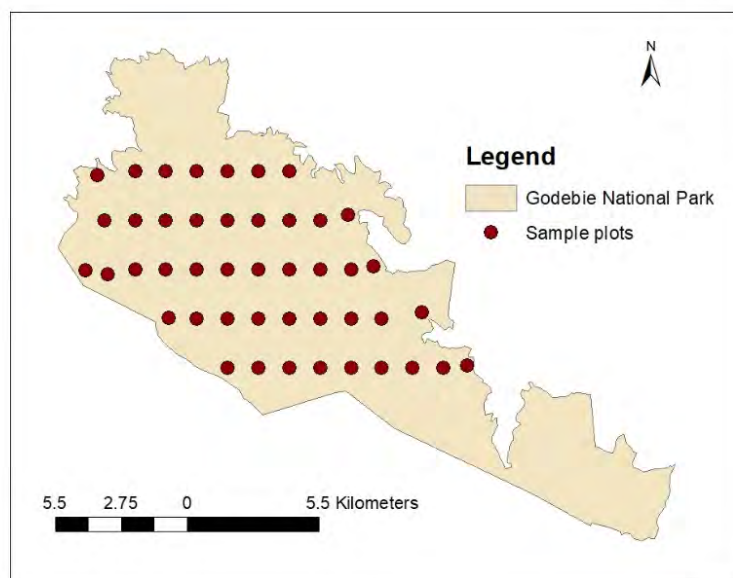 N
Legend
Godebie National Park
Sample plots
5.5 2.75 0 5.5 Kilometers